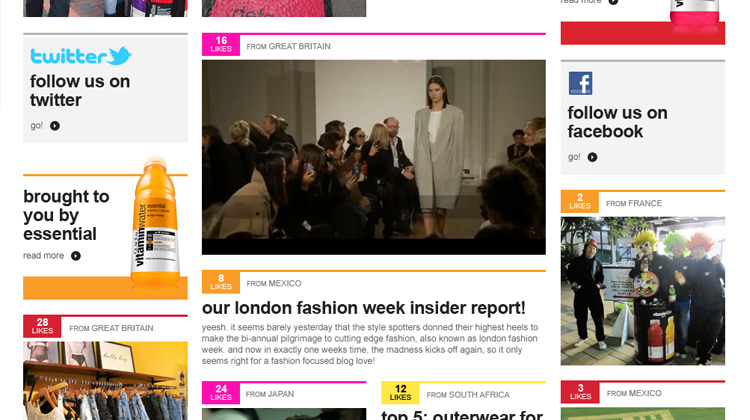 twitter
follow us on
twitter
go!
brought to
you by
essential
read more
essential
vitaminwater
28
LIKES
FROM GREAT BRITAIN
16
LIKES
FROM GREAT BRITAIN
8
LIKES
FROM MEXICO
our london fashion week insider report!
yeesh. it seems barely yesterday that the style spotters donned their highest heels to
make the bi-annual pilgrimage to cutting edge fashion, also known as london fashion
week. and now in exactly one weeks time, the madness kicks off again, so it only
seems right for a fashion focused blog love!
24
LIKES
FROM JAPAN
12
LIKES
FROM SOUTH AFRICA
top 5: outerwear for
read more
f
follow us on
facebook
go!
2
LIKES
FROM FRANCE
3
LIKES
FROM MEXICO